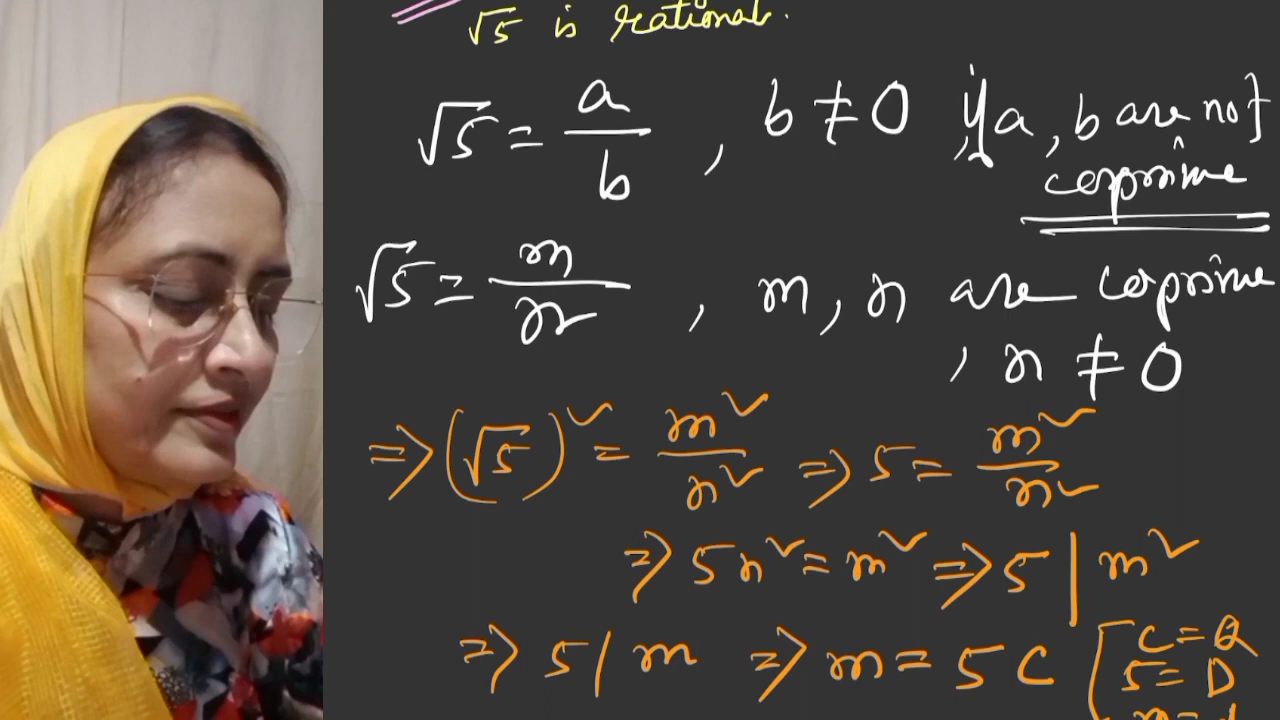 √5 is rational.
√5 = a/b , b ≠ 0 , if a, b are not
coprime
√5 = m/n , m, n are coprime
, n ≠ 0
⇒ (√5)² = m²/n² ⇒ 5 = m²/n²
⇒ 5n² = m² ⇒ 5 | m²
⇒ 5 | m ⇒ m = 5C [ C = Q
5 = D